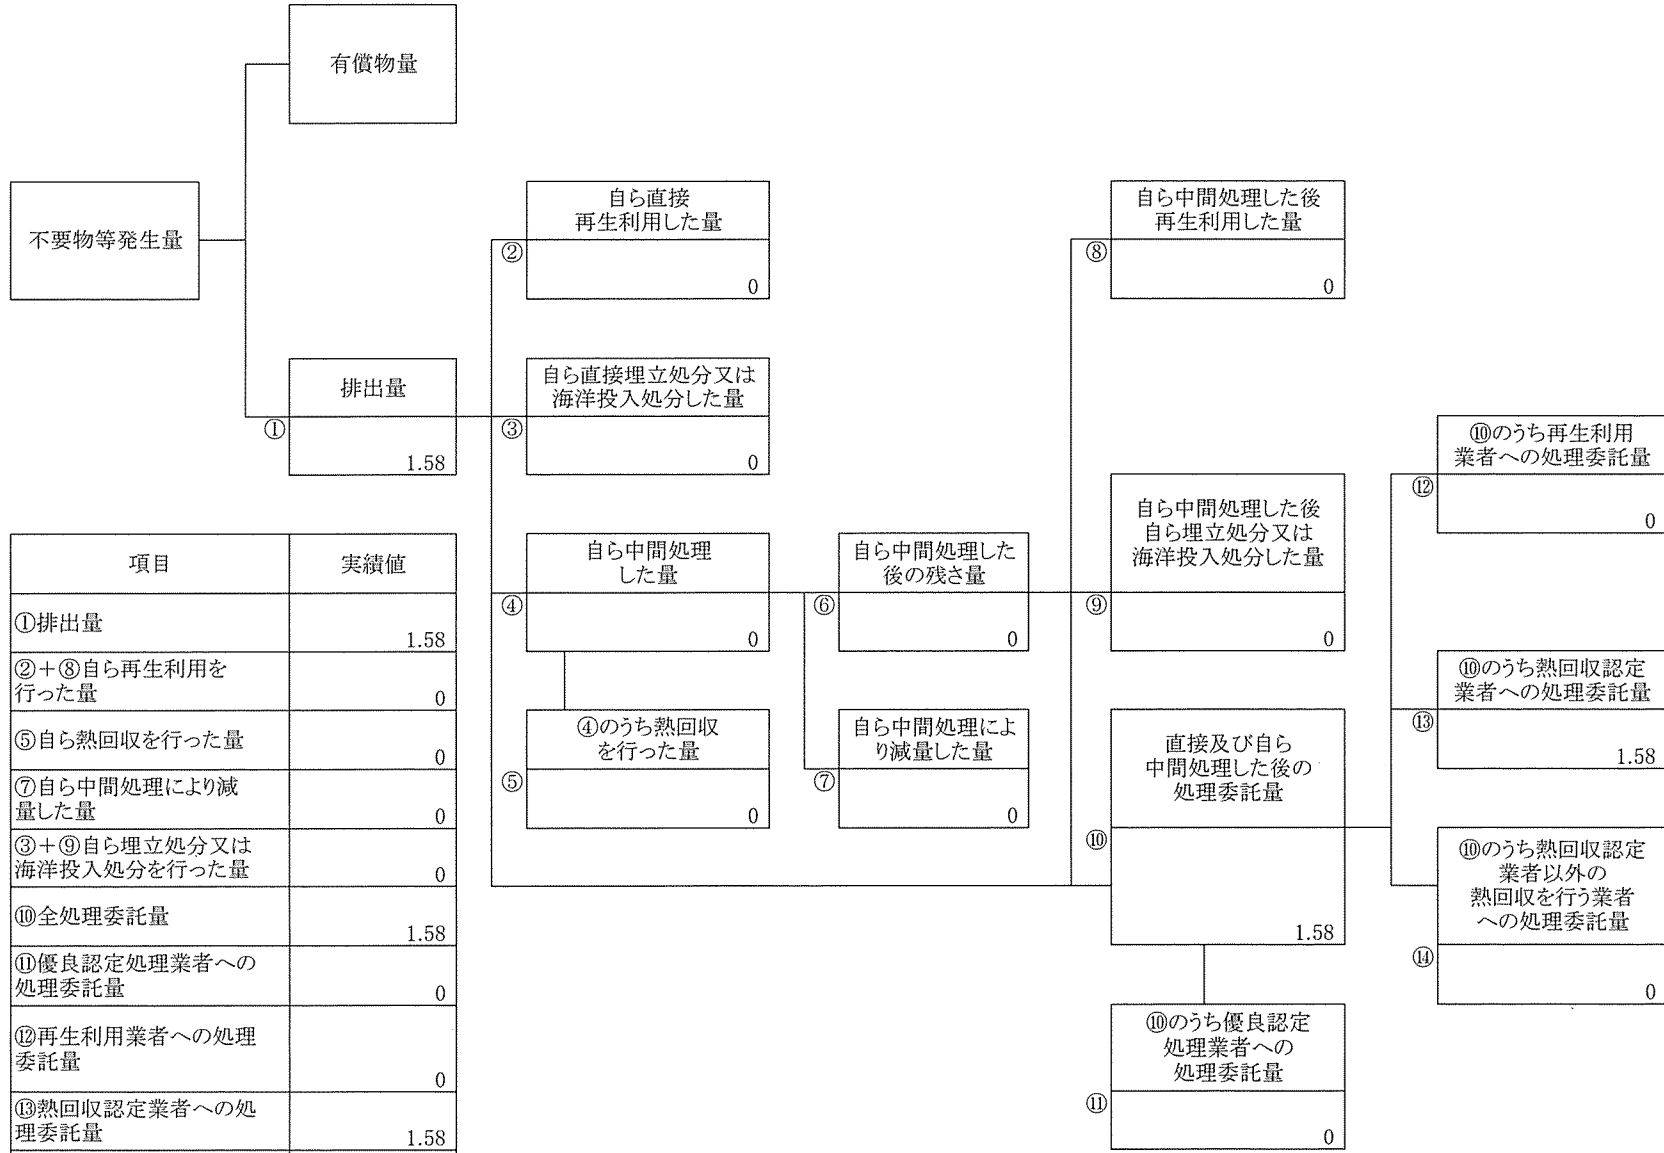 有償物量
不要物等発生量
排出量
①
1.58
自ら直接
再生利用した量
②
0
自ら直接埋立処分又は
海洋投入処分した量
③
0
自ら中間処理
した量
④
0
④のうち熱回収
を行った量
⑤
0
自ら中間処理した
後の残さ量
⑥
0
自ら中間処理によ
り減量した量
⑦
0
自ら中間処理した後
再生利用した量
⑧
0
自ら中間処理した後
自ら埋立処分又は
海洋投入処分した量
⑨
0
直接及び自ら
中間処理した後の
処理委託量
⑩
1.58
⑩のうち優良認定
処理業者への
処理委託量
⑪
0
⑩のうち再生利用
業者への処理委託量
⑫
0
⑩のうち熱回収認定
業者への処理委託量
⑬
1.58
⑩のうち熱回収認定
業者以外の
熱回収を行う業者
への処理委託量
⑭
0
項目 実績値
①排出量
1.58
②+⑧自ら再生利用を
行った量
0
⑤自ら熱回収を行った量
0
⑦自ら中間処理により減
量した量
0
③+⑨自ら埋立処分又は
海洋投入処分を行った量
0
⑩全処理委託量
1.58
⑪優良認定処理業者への
処理委託量
0
⑫再生利用業者への処理
委託量
0
⑬熱回収認定業者への処
理委託量
1.58